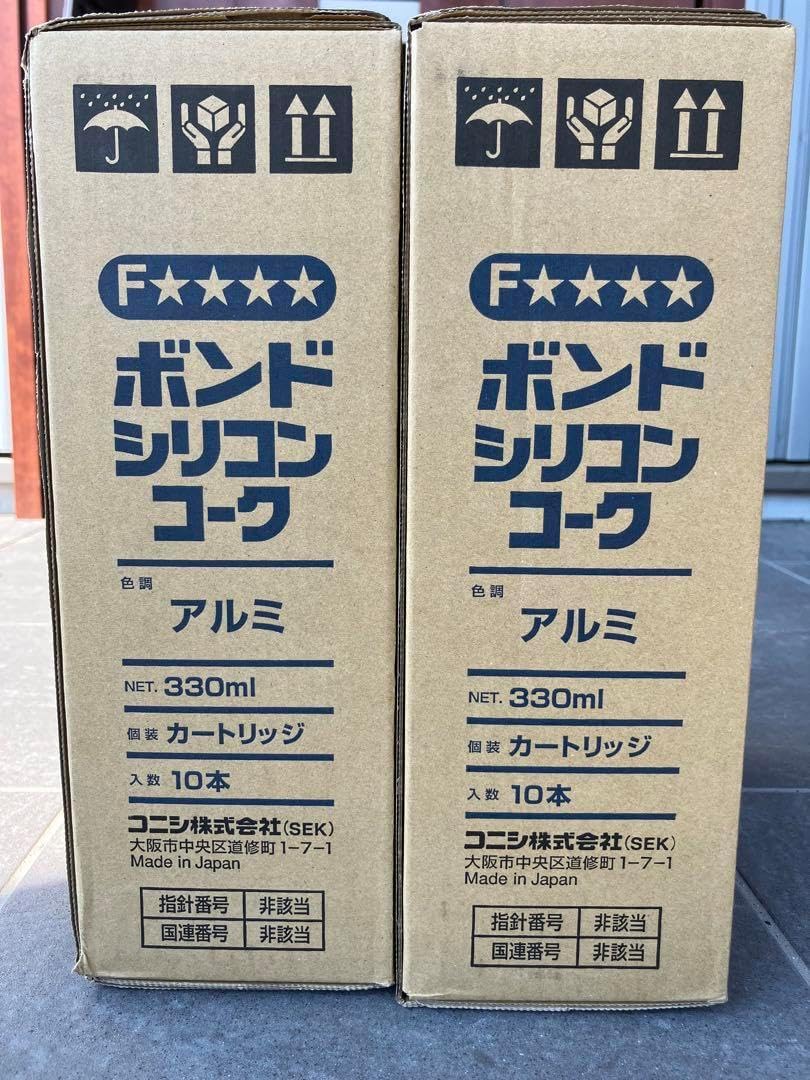 F★★★★
ボンド
シリコン
コーク
色調
アルミ
NET. 330ml
個装 カートリッジ
入数 10本
コニシ株式会社(SEK)
大阪市中央区道修町1-7-1
Made in Japan
指針番号 非該当
国連番号 非該当
F★★★★
ボンド
シリコン
コーク
色調
アルミ
NET. 330ml
個装 カートリッジ
入数 10本
コニシ株式会社(SEK)
大阪市中央区道修町1-7-1
Made in Japan
指針番号 非該当
国連番号 非該当